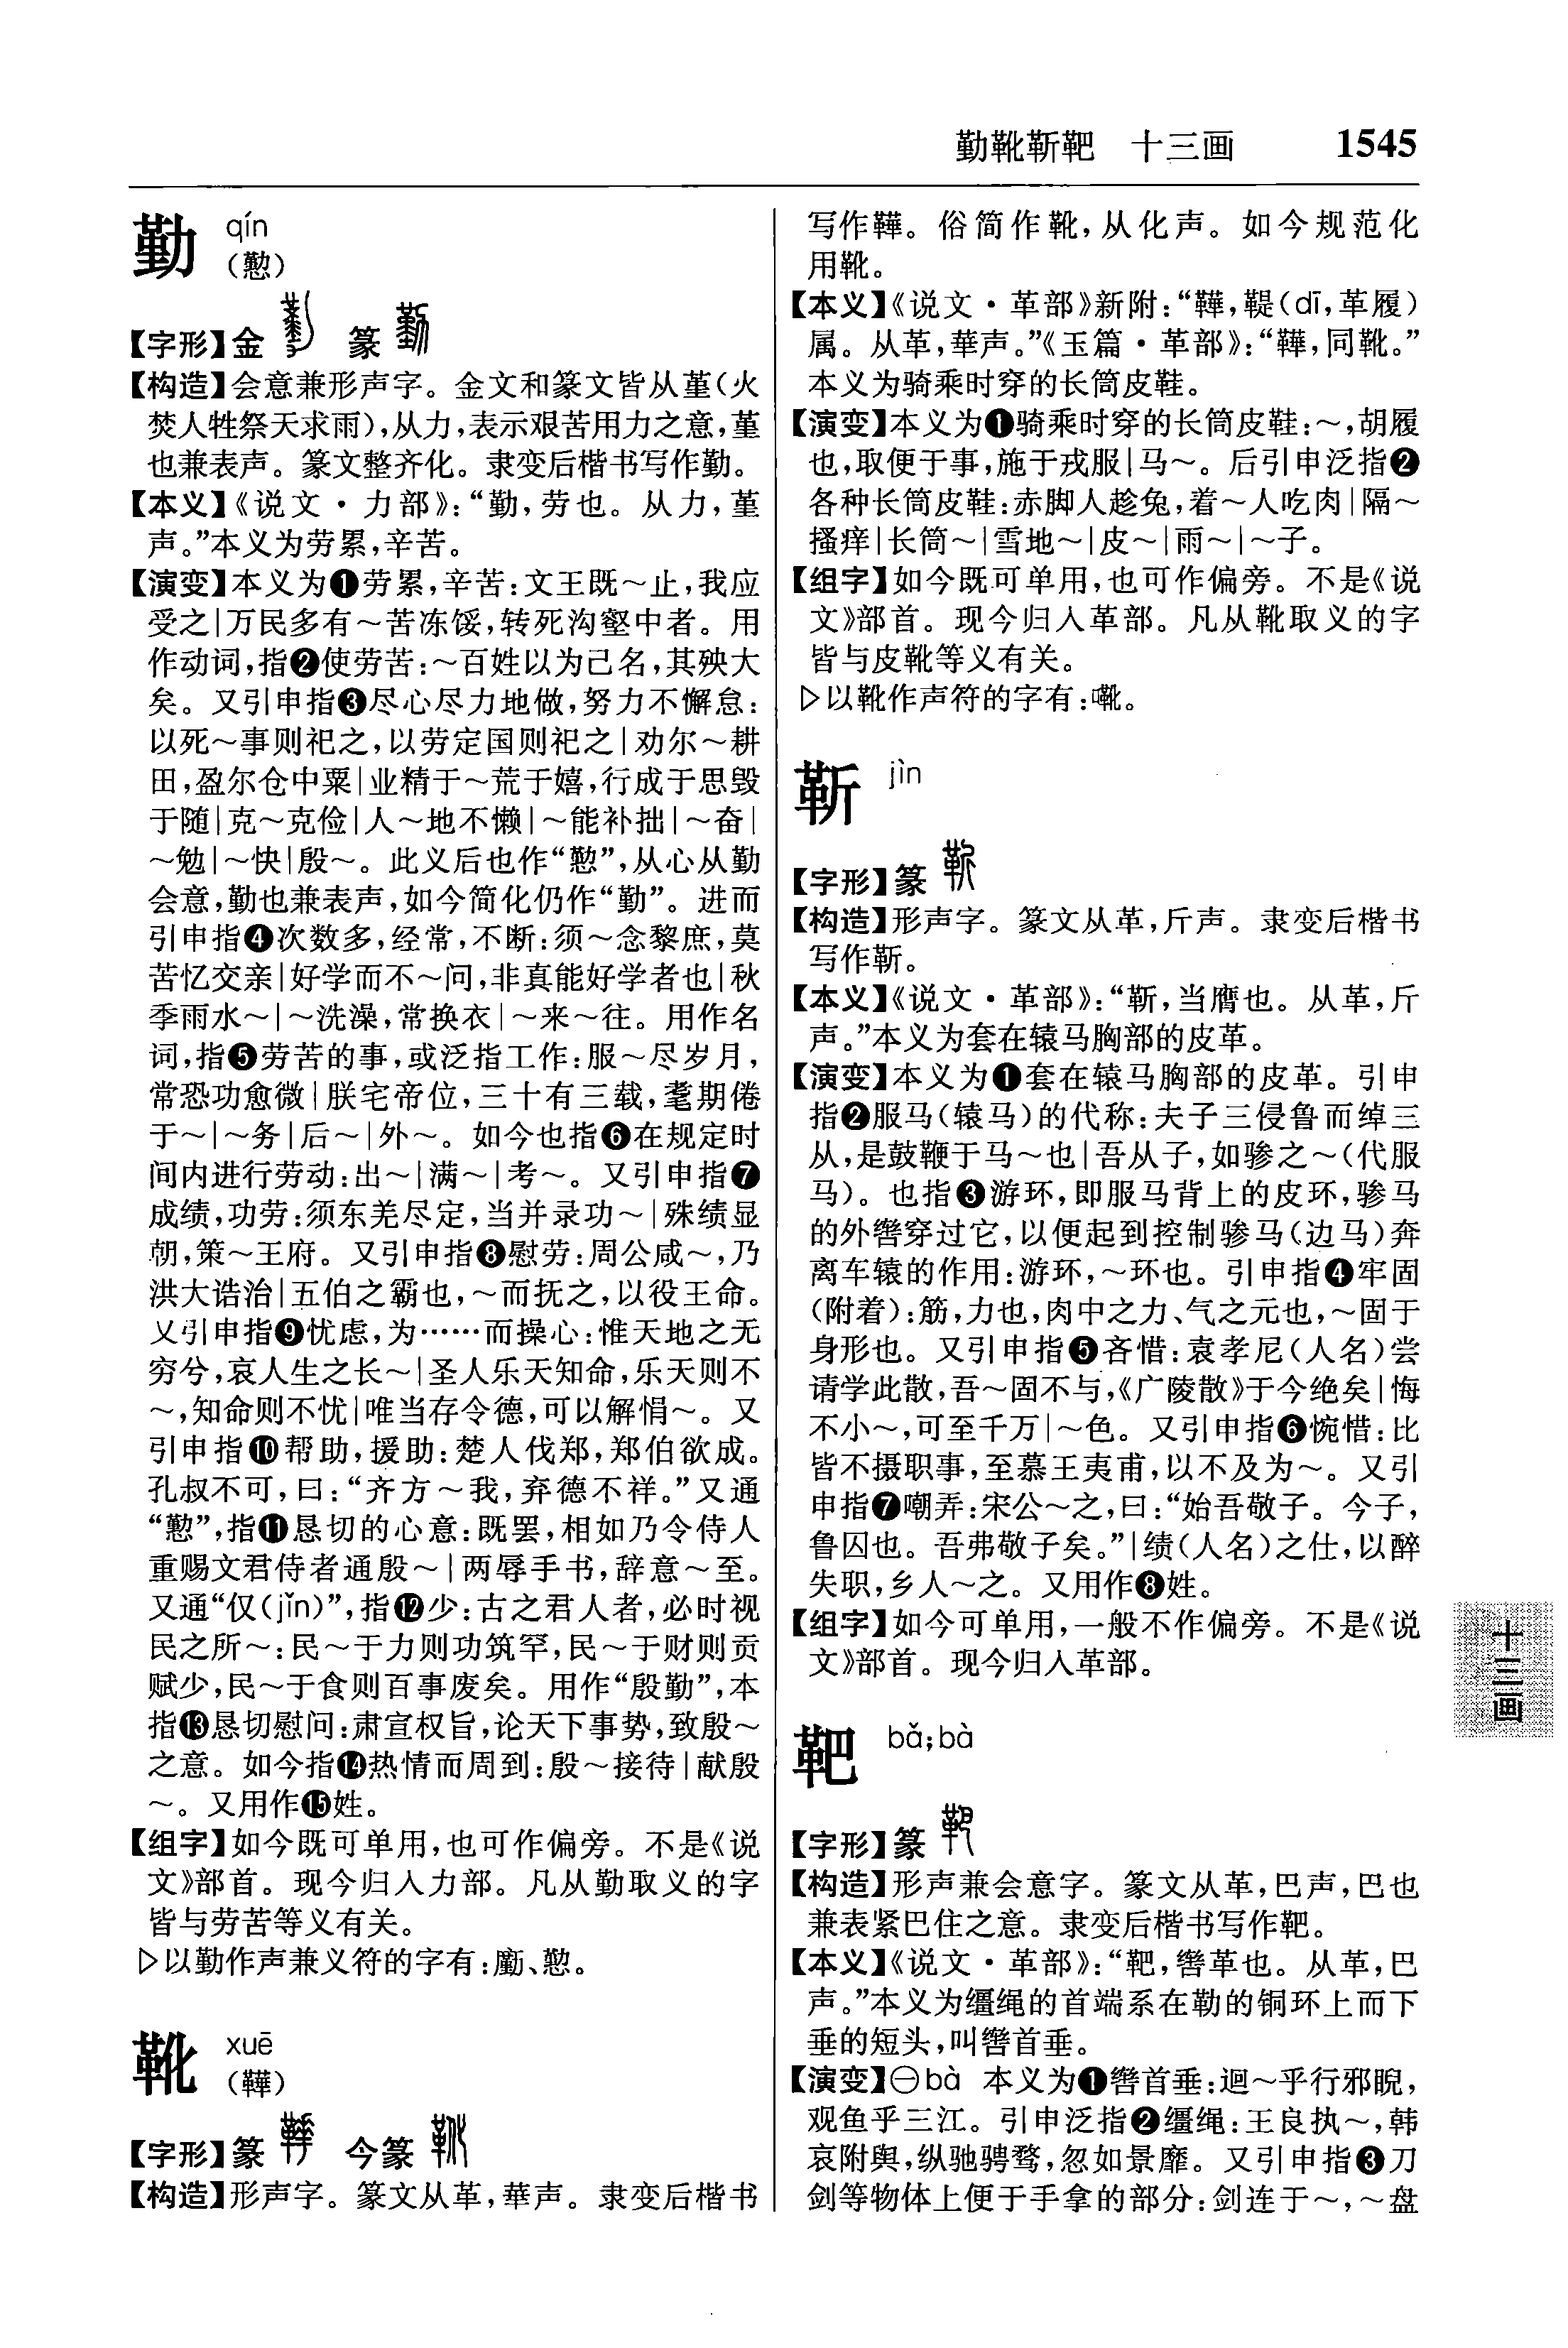 勤靴靳靶　十三画　1545
勤 qín
（懃）
【字形】金　篆
【构造】会意兼形声字。金文和篆文皆从堇（火
焚人牲祭天求雨），从力，表示艰苦用力之意，堇
也兼表声。篆文整齐化。隶变后楷书写作勤。
【本义】《说文·力部》：“勤，劳也。从力，堇
声。”本义为劳累，辛苦。
【演变】本义为❶劳累，辛苦：文王既～止，我应
受之|万民多有～苦冻馁，转死沟壑中者。用
作动词，指❷使劳苦：～百姓以为己名，其殃大
矣。又引申指❸尽心尽力地做，努力不懈怠：
以死～事则祀之，以劳定国则祀之|劝尔～耕
田，盈尔仓中粟|业精于～荒于嬉，行成于思毁
于随|克～克俭|人～地不懒|～能补拙|～奋|
～勉|～快|殷～。此义后也作“懃”，从心从勤
会意，勤也兼表声，如今简化仍作“勤”。进而
引申指❹次数多，经常，不断：须～念黎庶，莫
苦忆交亲|好学而不～问，非真能好学者也|秋
季雨水～|～洗澡，常换衣|～来～往。用作名
词，指❺劳苦的事，或泛指工作：服～尽岁月，
常恐功愈微|朕宅帝位，三十有三载，耄期倦
于～|～务|后～|外～。如今也指❻在规定时
间内进行劳动：出～|满～|考～。又引申指❼
成绩，功劳：须东羌尽定，当并录功～|殊绩显
朝，策～王府。又引申指❽慰劳：周公咸～，乃
洪大诰治|五伯之霸也，～而抚之，以役王命。
又引申指❾忧虑，为……而操心：惟天地之无
穷兮，哀人生之长～|圣人乐天知命，乐天则不
～，知命则不忧|唯当存令德，可以解悁～。又
引申指❿帮助，援助：楚人伐郑，郑伯欲成。
孔叔不可，曰：“齐方～我，弃德不祥。”又通
“懃”，指⓫恳切的心意：既罢，相如乃令侍人
重赐文君侍者通殷～|两辱手书，辞意～至。
又通“仅（jǐn）”，指⓬少：古之君人者，必时视
民之所～：民～于力则功筑罕，民～于财则贡
赋少，民～于食则百事废矣。用作“殷勤”，本
指⓭恳切慰问：肃宣权旨，论天下事势，致殷～
之意。如今指⓮热情而周到：殷～接待|献殷
～。又用作⓯姓。
【组字】如今既可单用，也可作偏旁。不是《说
文》部首。现今归入力部。凡从勤取义的字
皆与劳苦等义有关。
▷以勤作声兼义符的字有：廑、懃。
靴 xuē
（鞾）
【字形】篆　今篆
【构造】形声字。篆文从革，華声。隶变后楷书
写作鞾。俗简作靴，从化声。如今规范化
用靴。
【本义】《说文·革部》新附：“鞾，鞮（dī，革履）
属。从革，華声。”《玉篇·革部》：“鞾，同靴。”
本义为骑乘时穿的长筒皮鞋。
【演变】本义为❶骑乘时穿的长筒皮鞋：～，胡履
也，取便于事，施于戎服|马～。后引申泛指❷
各种长筒皮鞋：赤脚人趁兔，着～人吃肉|隔～
搔痒|长筒～|雪地～|皮～|雨～|～子。
【组字】如今既可单用，也可作偏旁。不是《说
文》部首。现今归入革部。凡从靴取义的字
皆与皮靴等义有关。
▷以靴作声符的字有：嚾。
靳 jìn
【字形】篆
【构造】形声字。篆文从革，斤声。隶变后楷书
写作靳。
【本义】《说文·革部》：“靳，当膺也。从革，斤
声。”本义为套在辕马胸部的皮革。
【演变】本义为❶套在辕马胸部的皮革。引申
指❷服马（辕马）的代称：夫子三侵鲁而绰三
从，是鼓鞭于马～也|吾从子，如骖之～（代服
马）。也指❸游环，即服马背上的皮环，骖马
的外辔穿过它，以便起到控制骖马（边马）奔
离车辕的作用：游环，～环也。引申指❹牢固
（附着）：筋，力也，肉中之力、气之元也，～固于
身形也。又引申指❺吝惜：袁孝尼（人名）尝
请学此散，吾～固不与，《广陵散》于今绝矣|悔
不小～，可至千万|～色。又引申指❻惋惜：比
皆不摄职事，至慕王夷甫，以不及为～。又引
申指❼嘲弄：宋公～之，曰：“始吾敬子。今子，
鲁囚也。吾弗敬子矣。”|绩（人名）之仕，以醉
失职，乡人～之。又用作❽姓。
【组字】如今可单用，一般不作偏旁。不是《说
文》部首。现今归入革部。
靶 bǎ；bà
【字形】篆
【构造】形声兼会意字。篆文从革，巴声，巴也
兼表紧巴住之意。隶变后楷书写作靶。
【本义】《说文·革部》：“靶，辔革也。从革，巴
声。”本义为缰绳的首端系在勒的铜环上而下
垂的短头，叫辔首垂。
【演变】㊀bà　本义为❶辔首垂：迴～乎行邪睨，
观鱼乎三江。引申泛指❷缰绳：王良执～，韩
哀附舆，纵驰骋骛，忽如景靡。又引申指❸刀
剑等物体上便于手拿的部分：剑连于～，～盘
十三画